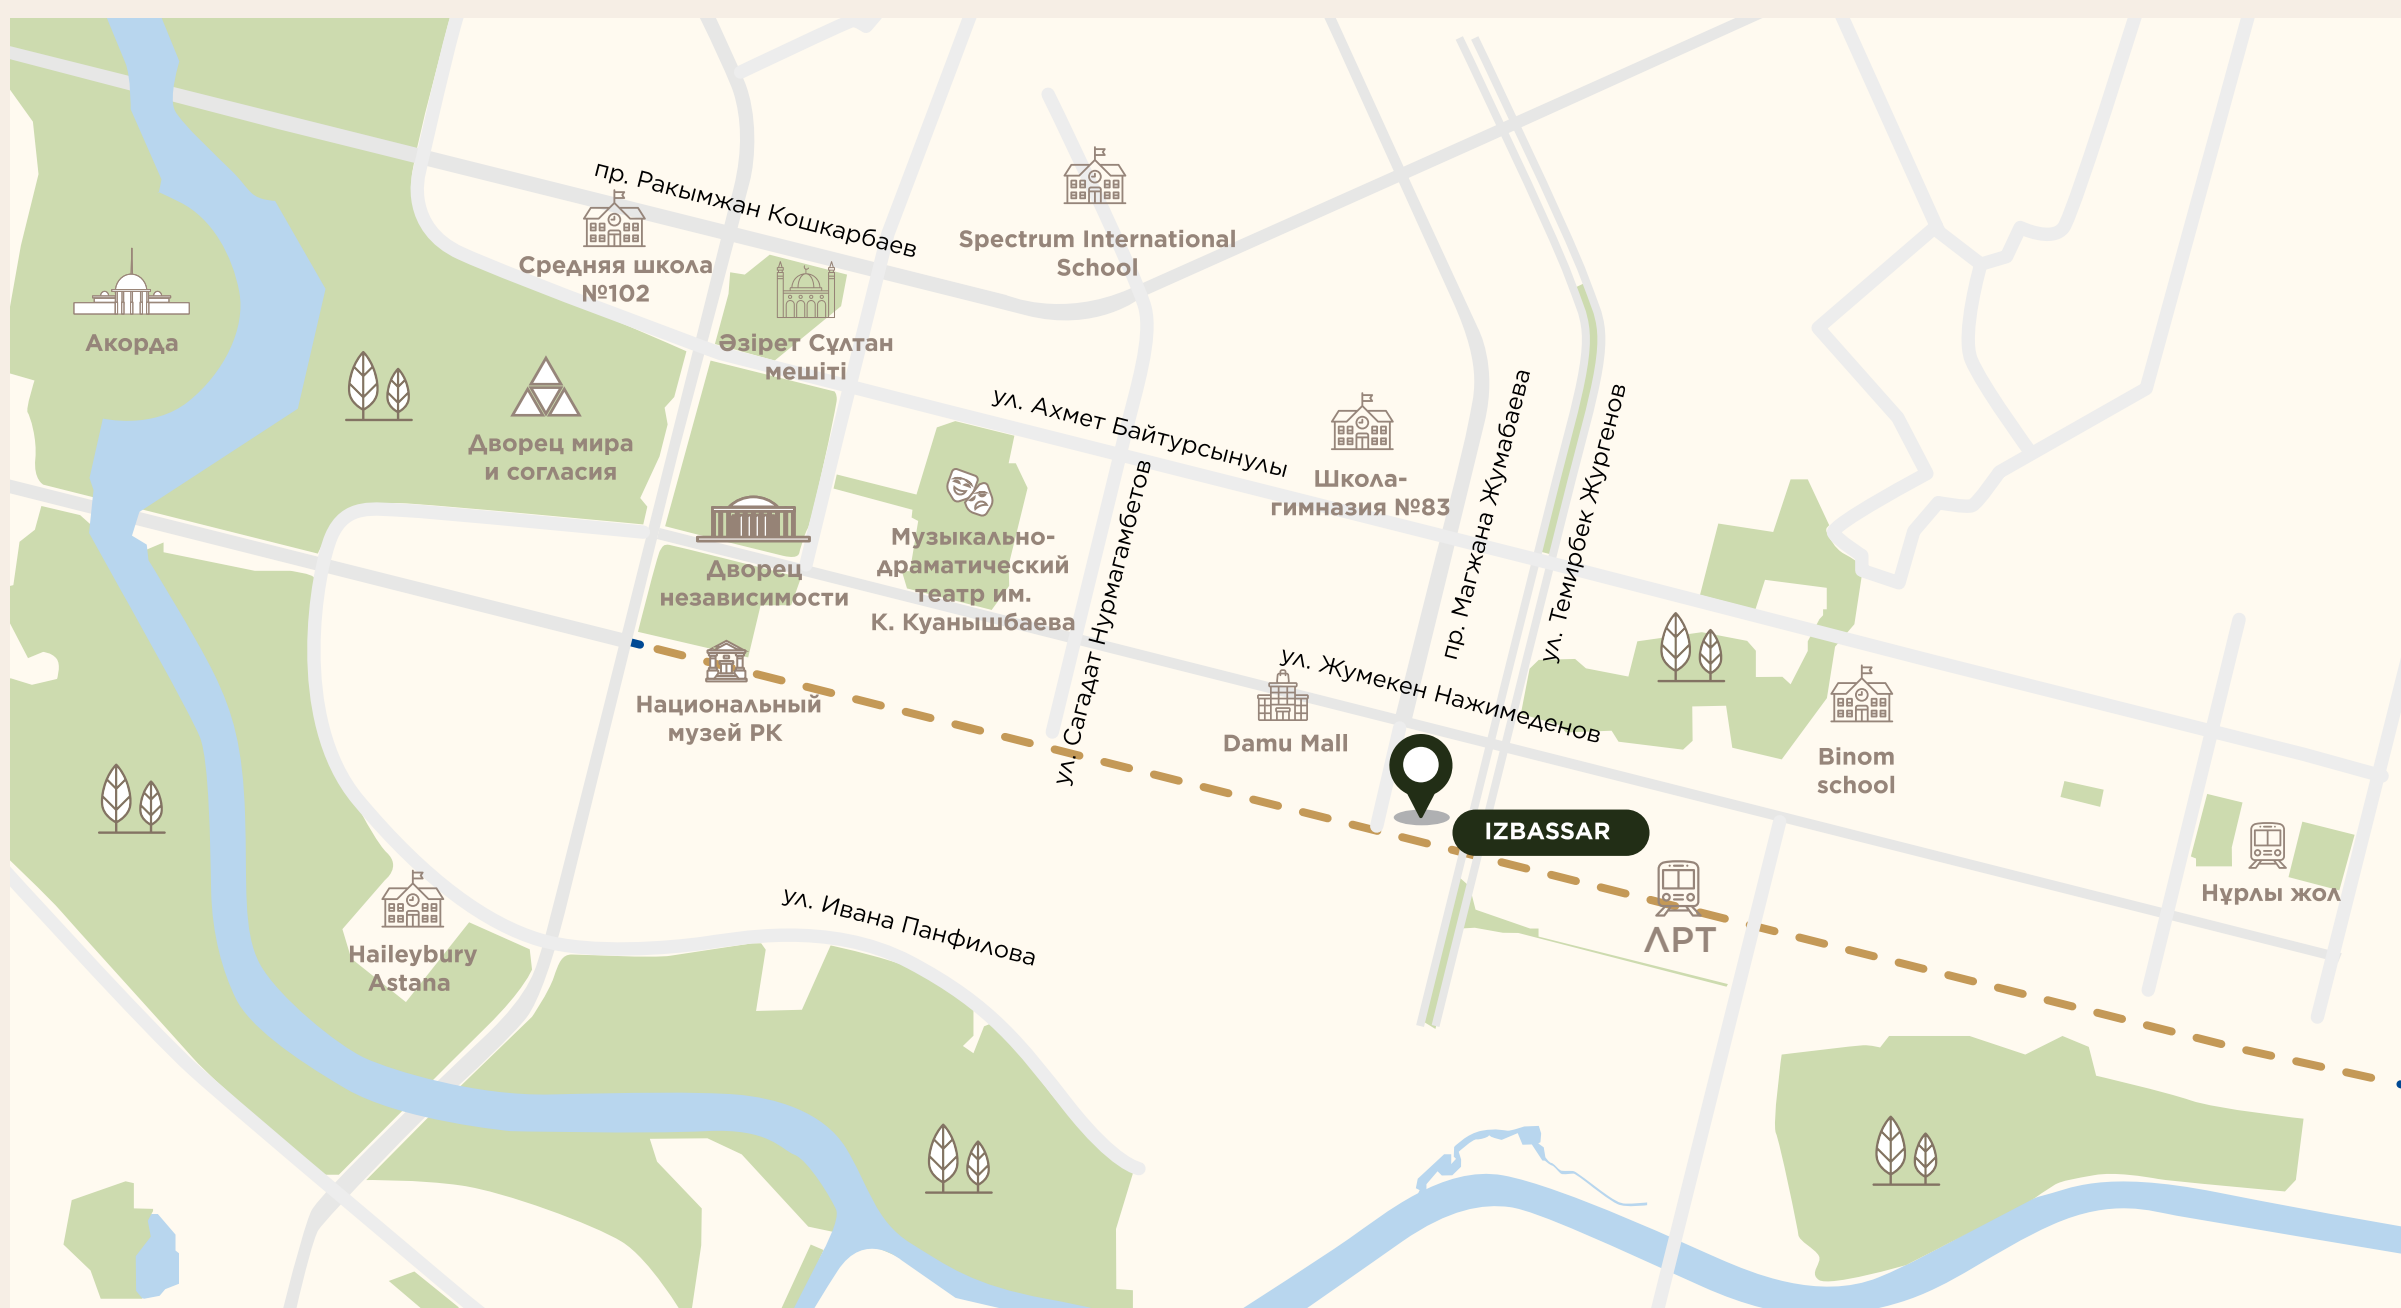 пр. Ракымжан Кошкарбаев
Spectrum International
School
Средняя школа
№102
Акорда
Әзірет Сұлтан
мешіті
ул. Ахмет Байтурсынулы
пр. Магжана Жумабаева
ул. Темирбек Жургенов
Дворец мира
и согласия
Школа-
гимназия №83
ул. Сагадат Нурмагамбетов
Музыкально-
драматический
театр им.
К. Куанышбаева
Дворец
независимости
ул. Жумекен Нажимеденов
Национальный
музей РК
Damu Mall
Binom
school
IZBASSAR
Нұрлы жол
ул. Ивана Панфилова
ЛРТ
Haileybury
Astana